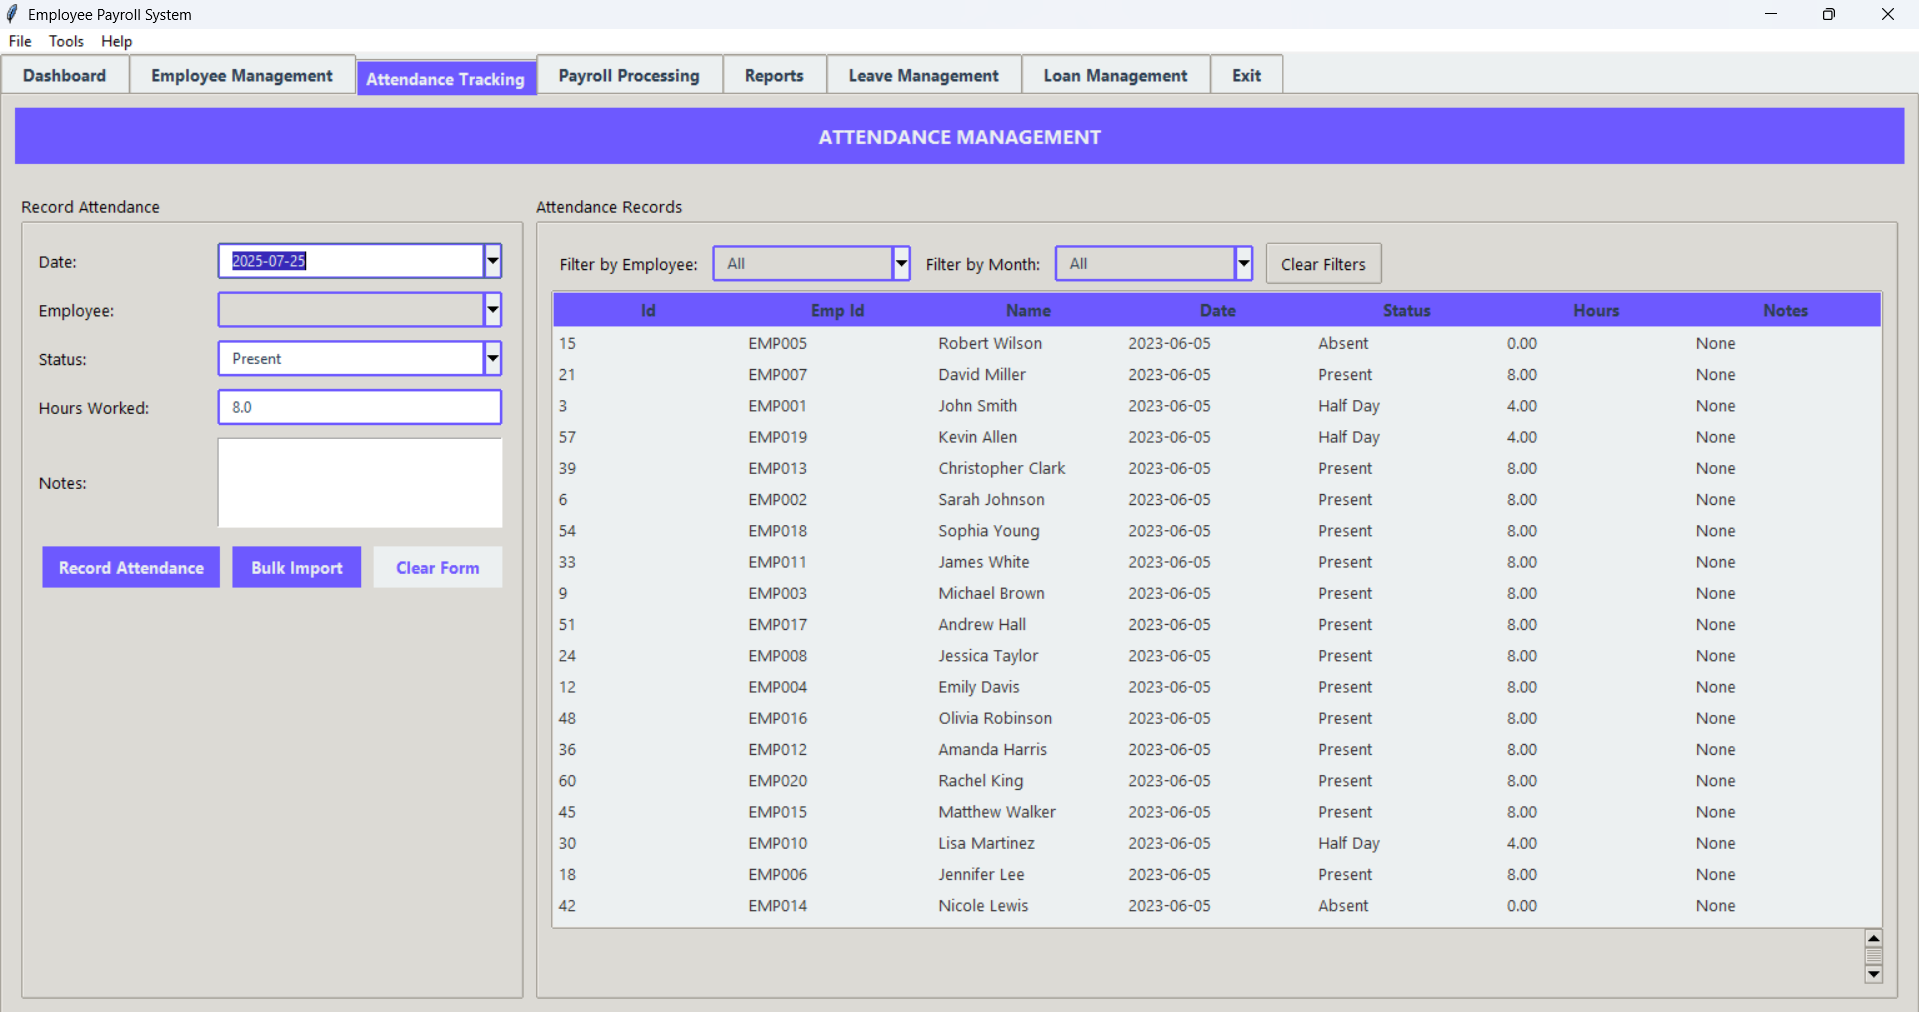 Employee Payroll System
File Tools Help
Dashboard Employee Management Attendance Tracking Payroll Processing Reports Leave Management Loan Management Exit
ATTENDANCE MANAGEMENT
Record Attendance
Date: 2025-07-25
Employee:
Status: Present
Hours Worked: 8.0
Notes:
Record Attendance Bulk Import Clear Form
Attendance Records
Filter by Employee: All Filter by Month: All Clear Filters
Id Emp Id Name Date Status Hours Notes
15 EMP005 Robert Wilson 2023-06-05 Absent 0.00 None
21 EMP007 David Miller 2023-06-05 Present 8.00 None
3 EMP001 John Smith 2023-06-05 Half Day 4.00 None
57 EMP019 Kevin Allen 2023-06-05 Half Day 4.00 None
39 EMP013 Christopher Clark 2023-06-05 Present 8.00 None
6 EMP002 Sarah Johnson 2023-06-05 Present 8.00 None
54 EMP018 Sophia Young 2023-06-05 Present 8.00 None
33 EMP011 James White 2023-06-05 Present 8.00 None
9 EMP003 Michael Brown 2023-06-05 Present 8.00 None
51 EMP017 Andrew Hall 2023-06-05 Present 8.00 None
24 EMP008 Jessica Taylor 2023-06-05 Present 8.00 None
12 EMP004 Emily Davis 2023-06-05 Present 8.00 None
48 EMP016 Olivia Robinson 2023-06-05 Present 8.00 None
36 EMP012 Amanda Harris 2023-06-05 Present 8.00 None
60 EMP020 Rachel King 2023-06-05 Present 8.00 None
45 EMP015 Matthew Walker 2023-06-05 Present 8.00 None
30 EMP010 Lisa Martinez 2023-06-05 Half Day 4.00 None
18 EMP006 Jennifer Lee 2023-06-05 Present 8.00 None
42 EMP014 Nicole Lewis 2023-06-05 Absent 0.00 None